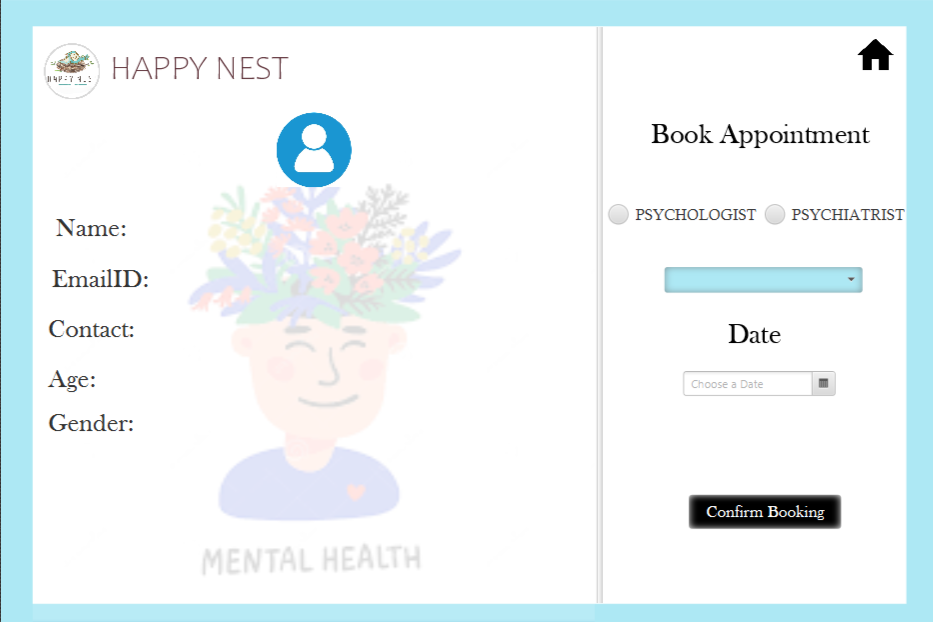 HAPPY NEST
Name:
EmailID:
Contact:
Age:
Gender:
MENTAL HEALTH
Book Appointment
PSYCHOLOGIST PSYCHIATRIST
Date
Choose a Date
Confirm Booking